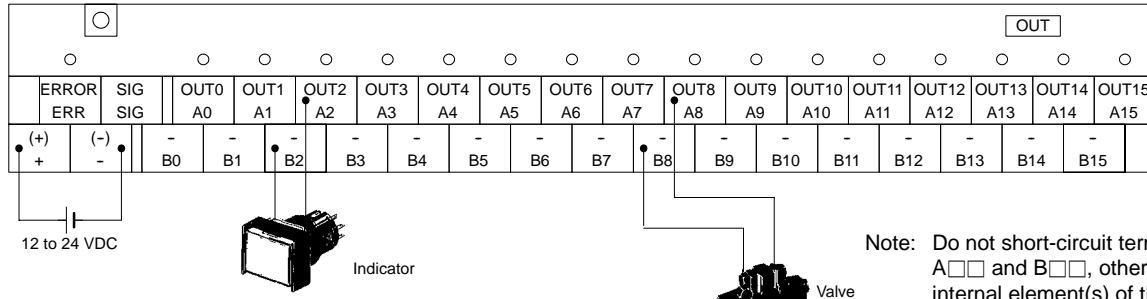 OUT
ERROR SIG OUT0 OUT1 OUT2 OUT3 OUT4 OUT5 OUT6 OUT7 OUT8 OUT9 OUT10 OUT11 OUT12 OUT13 OUT14 OUT15
ERR SIG A0 A1 A2 A3 A4 A5 A6 A7 A8 A9 A10 A11 A12 A13 A14 A15
(+) (-) - - - - - - - - - - - - - - - -
+ - B0 B1 B2 B3 B4 B5 B6 B7 B8 B9 B10 B11 B12 B13 B14 B15
12 to 24 VDC
Indicator
Valve
Note: Do not short-circuit
A□□ and B□□,
internal element(s) of